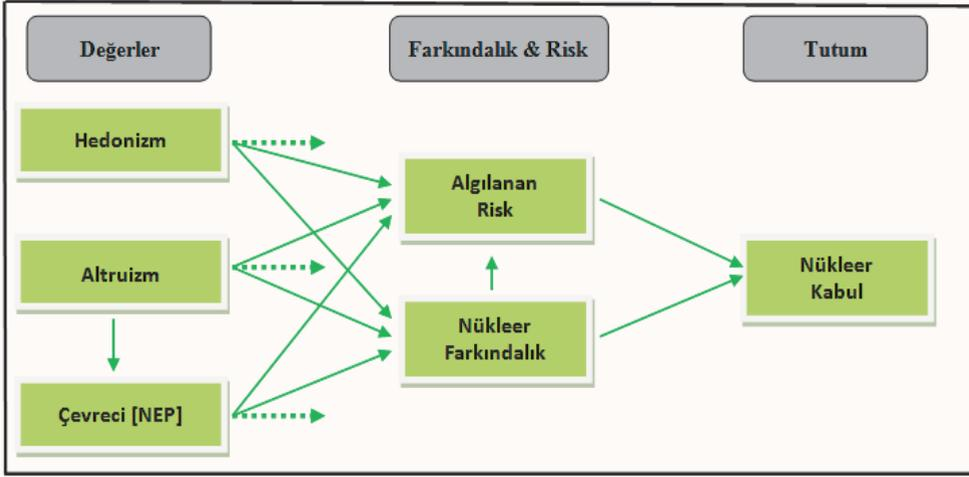 Değerler
Farkındalık & Risk
Tutum
Hedonizm
Algılanan
Risk
Altruizm
Nükleer
Kabul
Nükleer
Farkındalık
Çevreci [NEP]